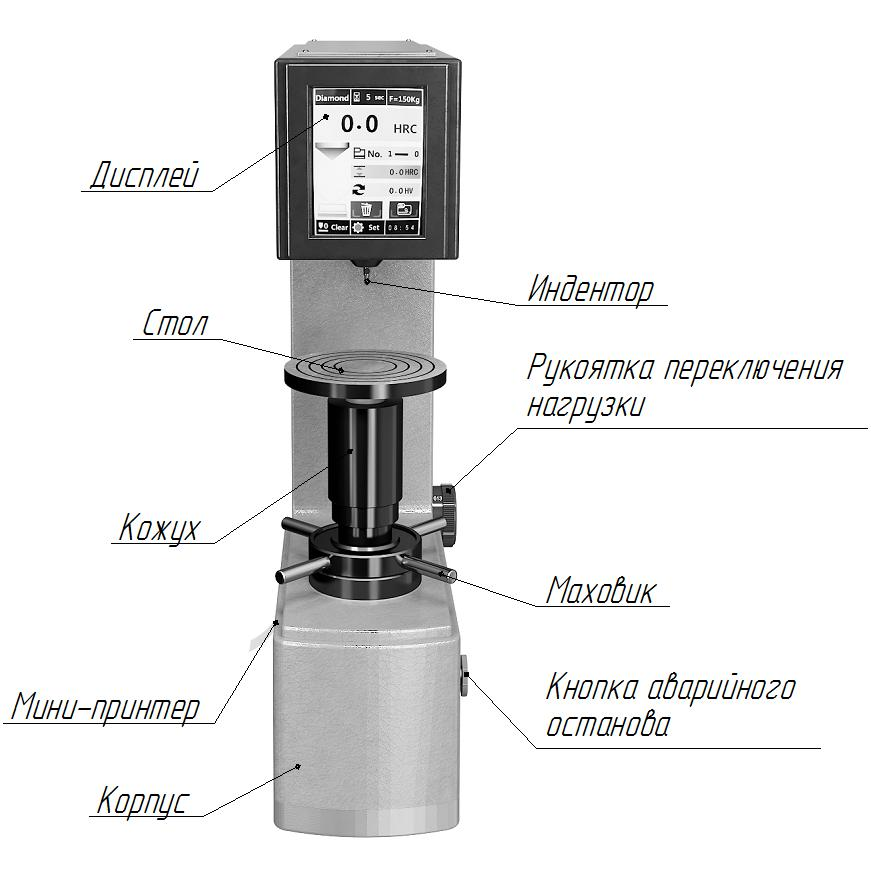 Diamond 5 SEC F=150Kg
0.0 HRC
No. 1 — 0
0.0 HRC
0.0 HV
Clear Set 08:54
Дисплей
Индентор
Стол
Рукоятка переключения
нагрузки
Кожух
Маховик
Мини-принтер
Кнопка аварийного
останова
Корпус